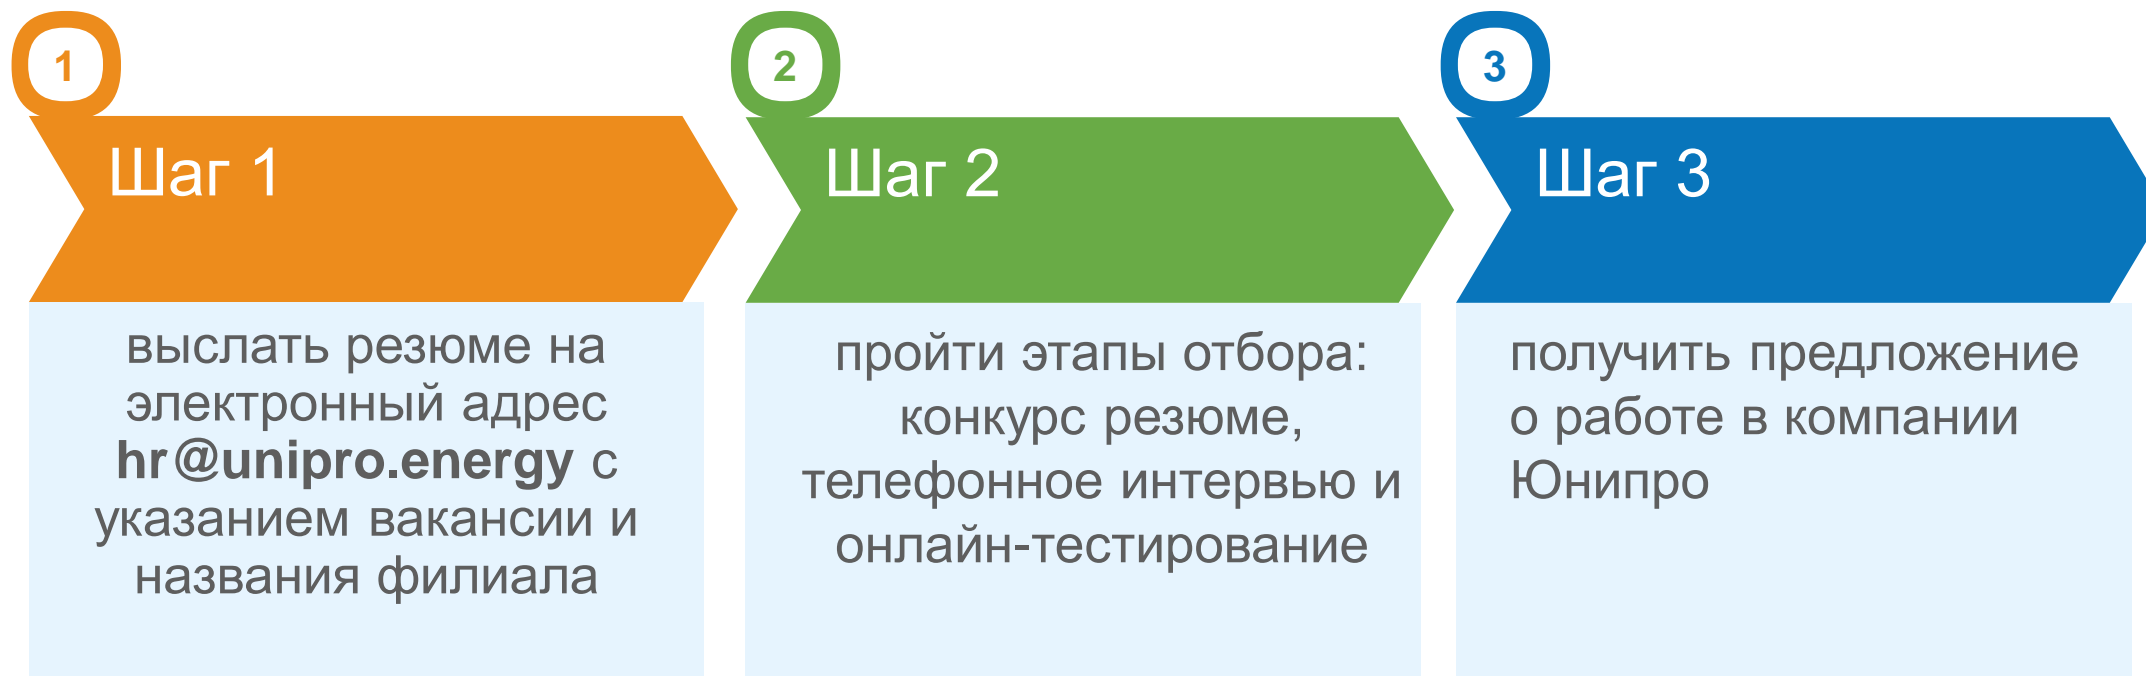 1
Шаг 1
выслать резюме на
электронный адрес
hr@unipro.energy с
указанием вакансии и
названия филиала
2
Шаг 2
пройти этапы отбора:
конкурс резюме,
телефонное интервью и
онлайн-тестирование
3
Шаг 3
получить предложение
о работе в компании
Юнипро